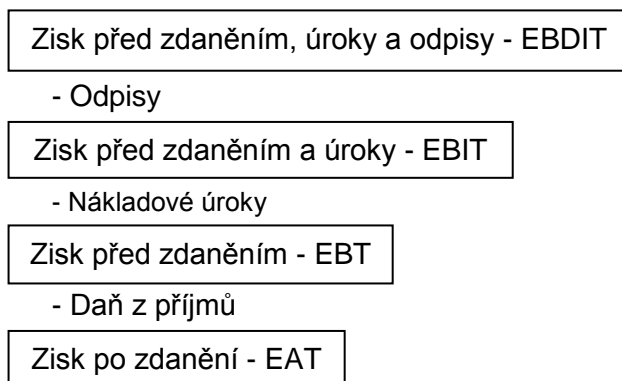 Zisk před zdaněním, úroky a odpisy - EBDIT
- Odpisy
Zisk před zdaněním a úroky - EBIT
- Nákladové úroky
Zisk před zdaněním - EBT
- Daň z příjmů
Zisk po zdanění - EAT